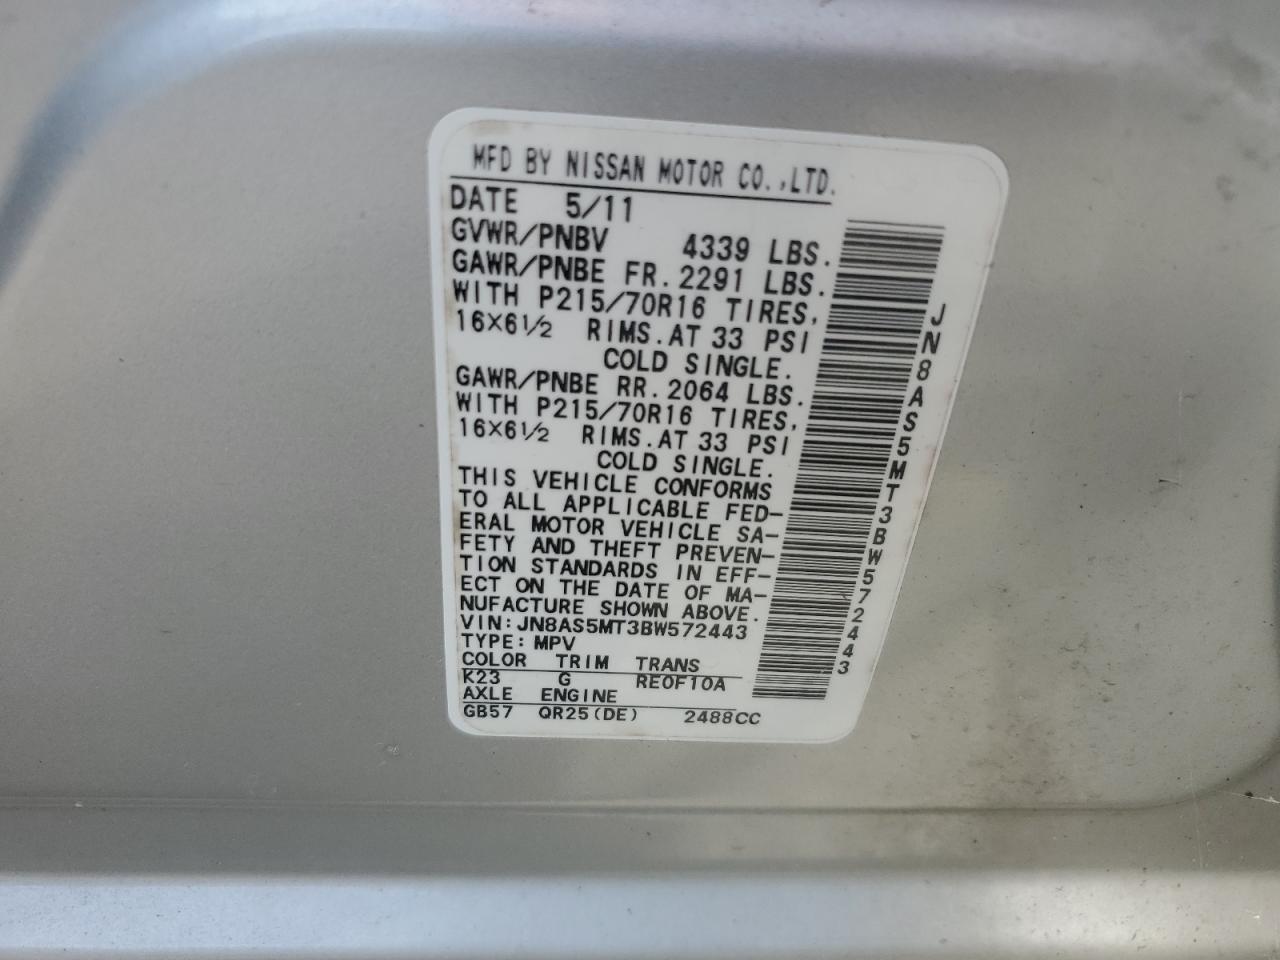 MFD BY NISSAN MOTOR CO.,LTD.
DATE 5/11
GVWR/PNBV 4339 LBS.
GAWR/PNBE FR.2291 LBS.
WITH P215/70R16 TIRES,
16×6½ RIMS.AT 33 PSI
COLD SINGLE.
GAWR/PNBE RR.2064 LBS.
WITH P215/70R16 TIRES,
16×6½ RIMS.AT 33 PSI
COLD SINGLE.
THIS VEHICLE CONFORMS
TO ALL APPLICABLE FED-
ERAL MOTOR VEHICLE SA-
FETY AND THEFT PREVEN-
TION STANDARDS IN EFF-
ECT ON THE DATE OF MA-
NUFACTURE SHOWN ABOVE.
VIN:JN8AS5MT3BW572443
TYPE:MPV
COLOR TRIM TRANS
K23 G RE0F10A
AXLE ENGINE
GB57 QR25(DE) 2488CC
JN8AS5MT3BW572443